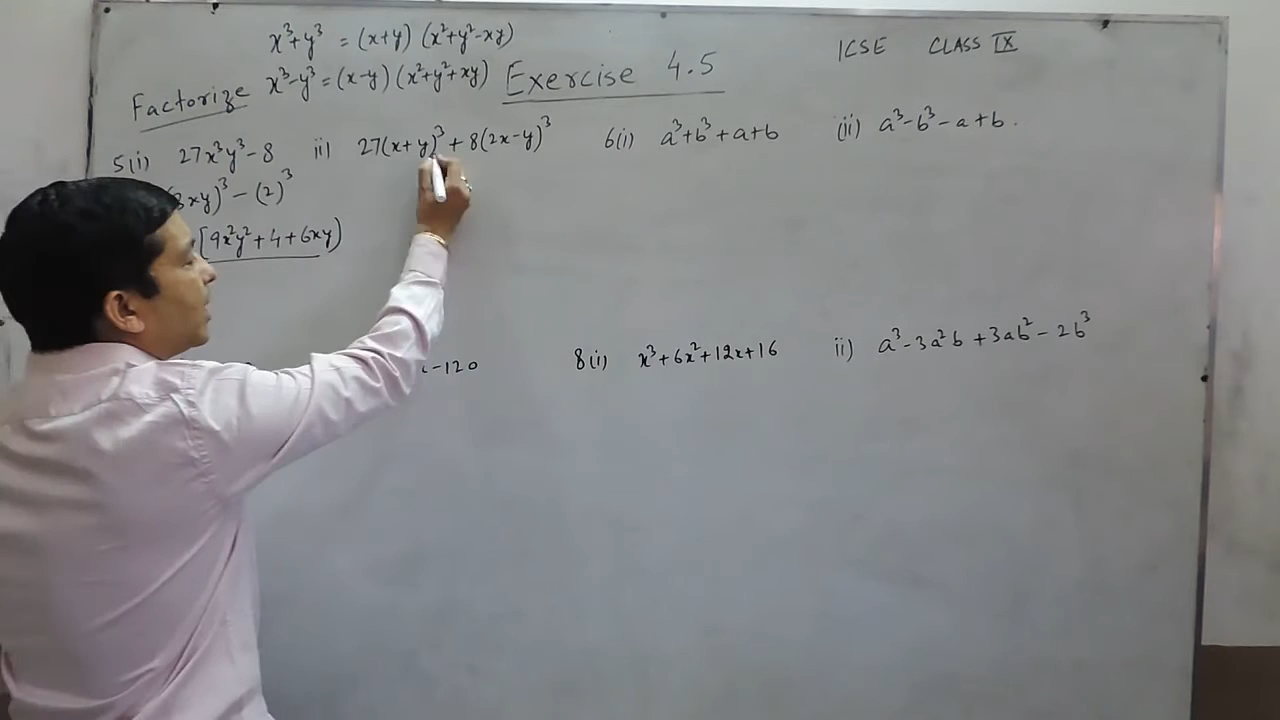 x³+y³ = (x+y) (x²+y²-xy)
ICSE CLASS IX
Factorize x³-y³ = (x-y) (x²+y²+xy) Exercise 4.5
5(i) 27x³y³-8 ii) 27(x+y)³ + 8(2x-y)³ 6(i) a³+b³+a+b (ii) a³-b³-a+b.
xy)³ - (2)³
[9x²y²+4+6xy)
-120 8(i) x³+6x²+12x+16 ii) a³-3a²b+3ab²-2b³